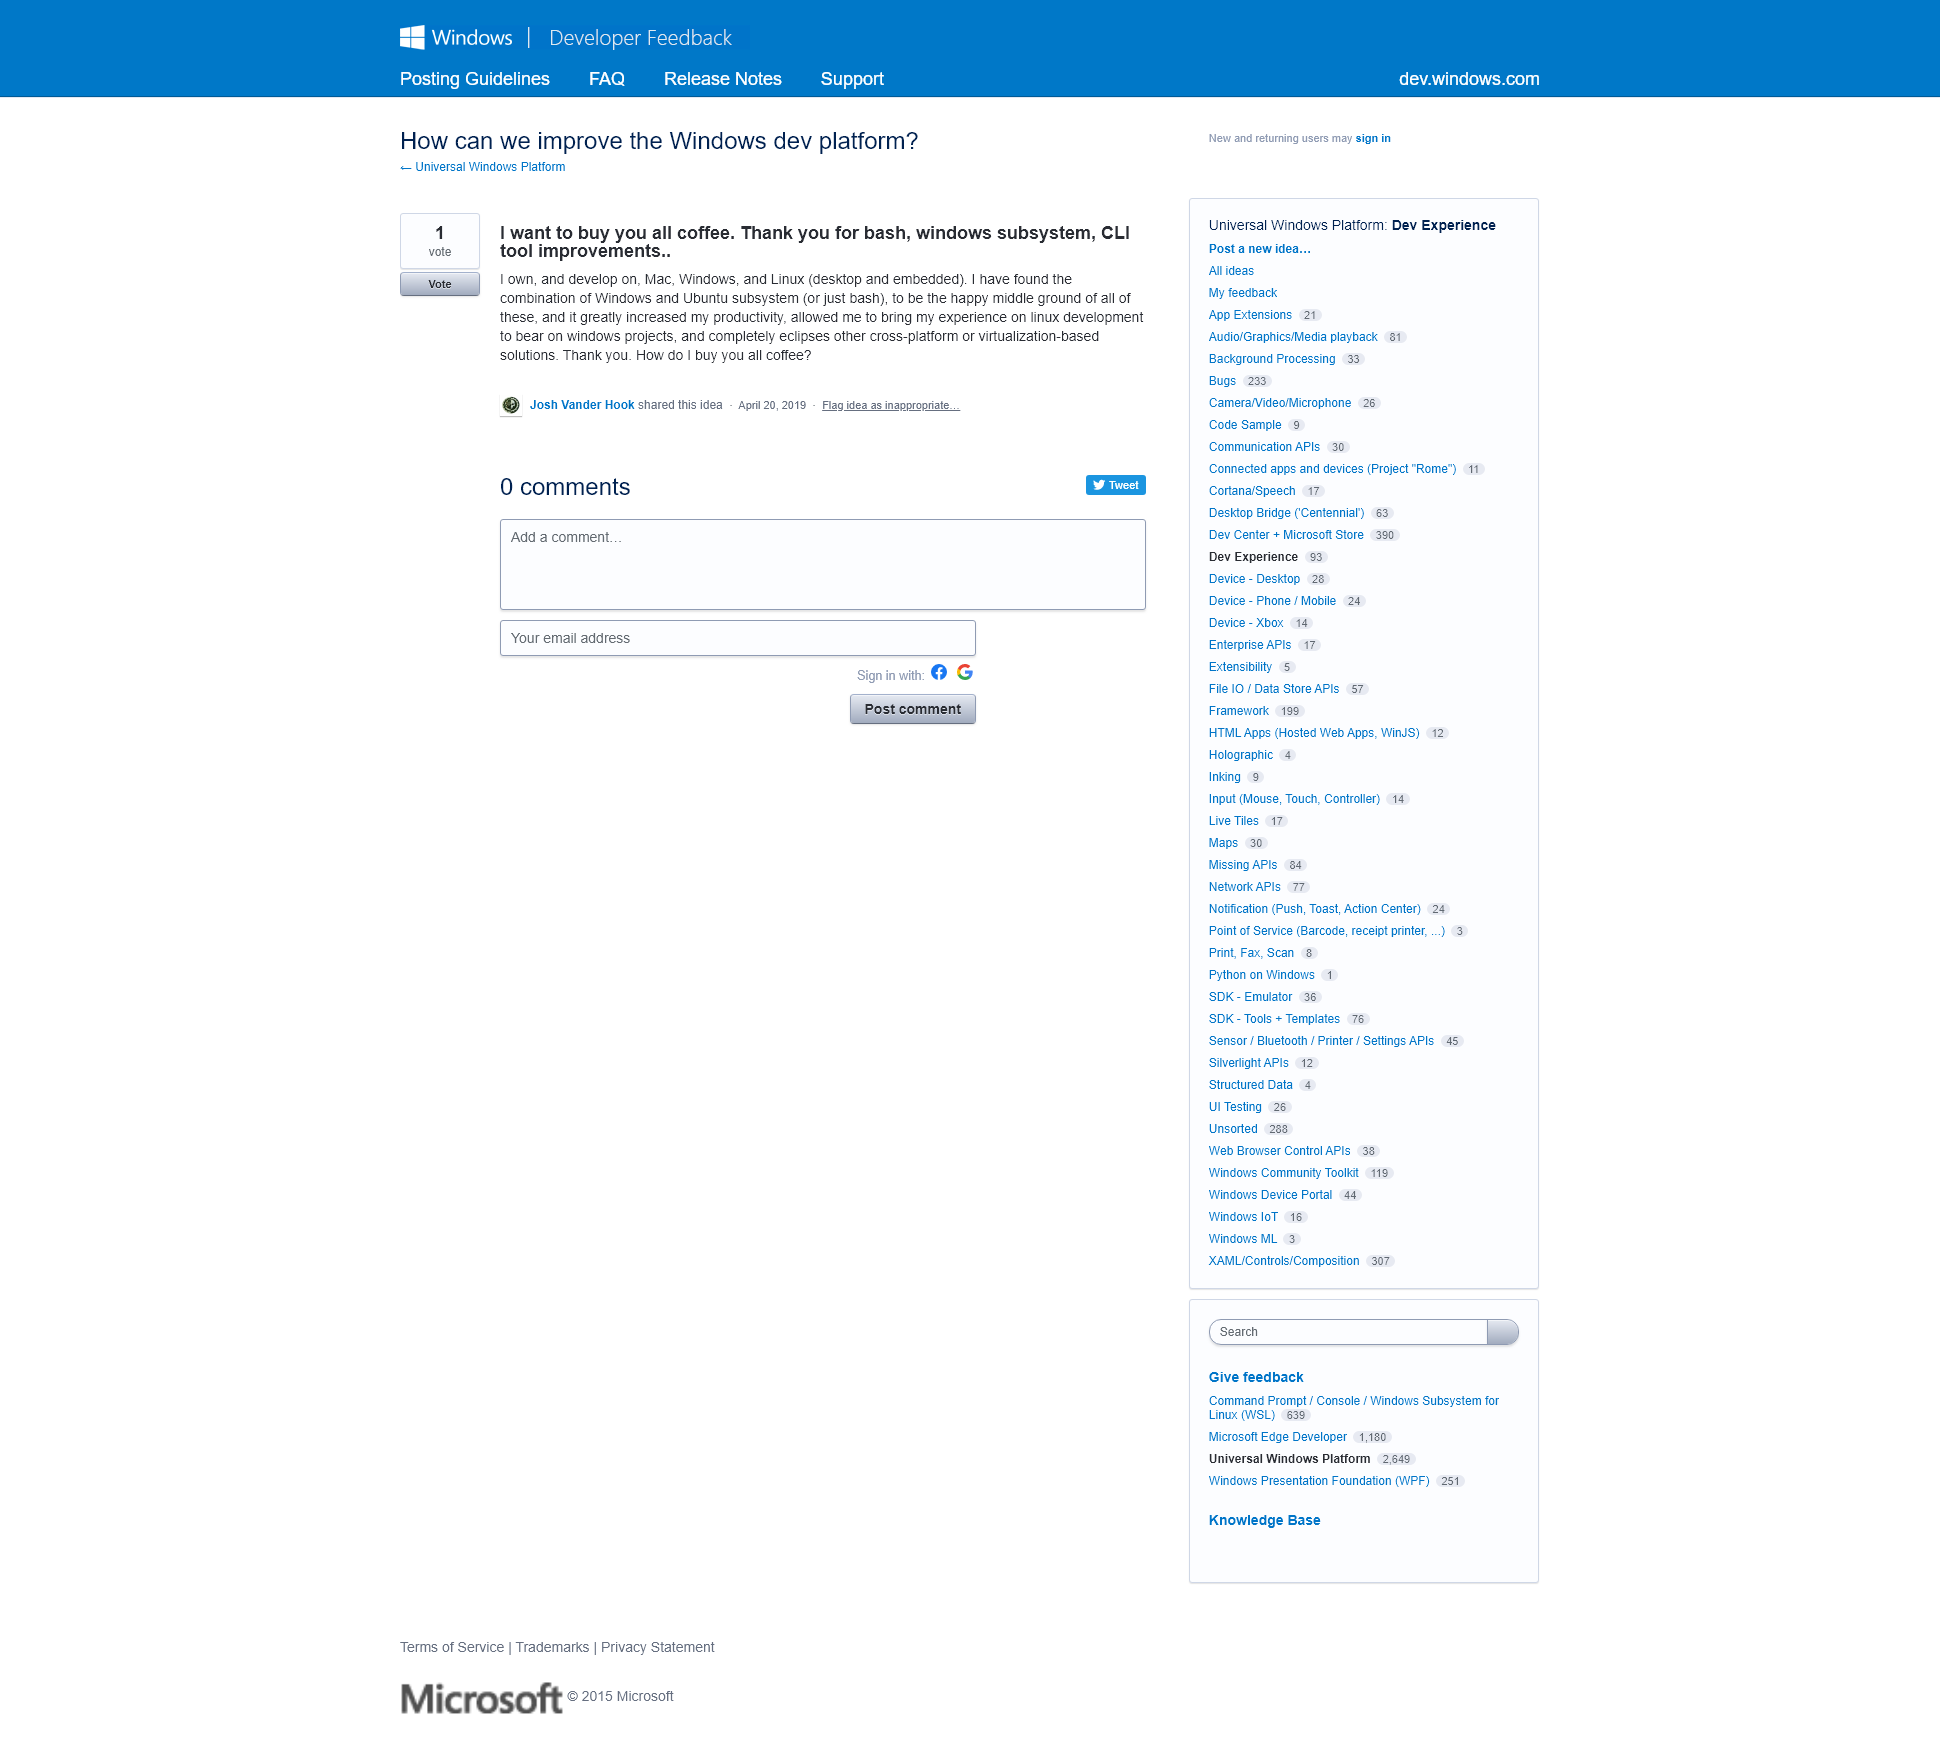 Windows | Developer Feedback
Posting Guidelines FAQ Release Notes Support dev.windows.com
How can we improve the Windows dev platform?
← Universal Windows Platform
New and returning users may sign in
1
vote
Vote
I want to buy you all coffee. Thank you for bash, windows subsystem, CLI
tool improvements..
I own, and develop on, Mac, Windows, and Linux (desktop and embedded). I have found the
combination of Windows and Ubuntu subsystem (or just bash), to be the happy middle ground of all of
these, and it greatly increased my productivity, allowed me to bring my experience on linux development
to bear on windows projects, and completely eclipses other cross-platform or virtualization-based
solutions. Thank you. How do I buy you all coffee?
Josh Vander Hook shared this idea · April 20, 2019 · Flag idea as inappropriate…
0 comments
Tweet
Add a comment…
Your email address
Sign in with:
Post comment
Universal Windows Platform: Dev Experience
Post a new idea…
All ideas
My feedback
App Extensions 21
Audio/Graphics/Media playback 81
Background Processing 33
Bugs 233
Camera/Video/Microphone 26
Code Sample 9
Communication APIs 30
Connected apps and devices (Project "Rome") 11
Cortana/Speech 17
Desktop Bridge ('Centennial') 63
Dev Center + Microsoft Store 390
Dev Experience 93
Device - Desktop 28
Device - Phone / Mobile 24
Device - Xbox 14
Enterprise APIs 17
Extensibility 5
File IO / Data Store APIs 57
Framework 199
HTML Apps (Hosted Web Apps, WinJS) 12
Holographic 4
Inking 9
Input (Mouse, Touch, Controller) 14
Live Tiles 17
Maps 30
Missing APIs 84
Network APIs 77
Notification (Push, Toast, Action Center) 24
Point of Service (Barcode, receipt printer, ...) 3
Print, Fax, Scan 8
Python on Windows 1
SDK - Emulator 36
SDK - Tools + Templates 76
Sensor / Bluetooth / Printer / Settings APIs 45
Silverlight APIs 12
Structured Data 4
UI Testing 26
Unsorted 288
Web Browser Control APIs 38
Windows Community Toolkit 119
Windows Device Portal 44
Windows IoT 16
Windows ML 3
XAML/Controls/Composition 307
Search
Give feedback
Command Prompt / Console / Windows Subsystem for
Linux (WSL) 639
Microsoft Edge Developer 1,180
Universal Windows Platform 2,649
Windows Presentation Foundation (WPF) 251
Knowledge Base
Terms of Service | Trademarks | Privacy Statement
Microsoft © 2015 Microsoft